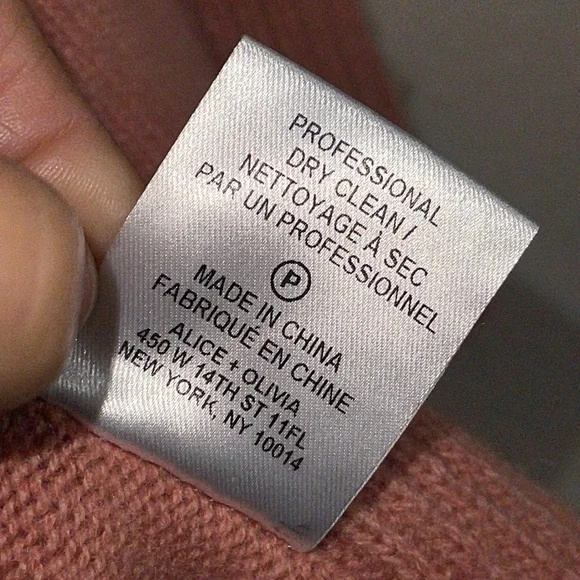 PROFESSIONAL
DRY CLEAN /
NETTOYAGE À SEC
PAR UN PROFESSIONNEL
P
MADE IN CHINA
FABRIQUÉ EN CHINE
ALICE + OLIVIA
450 W 14TH ST 11FL
NEW YORK, NY 10014